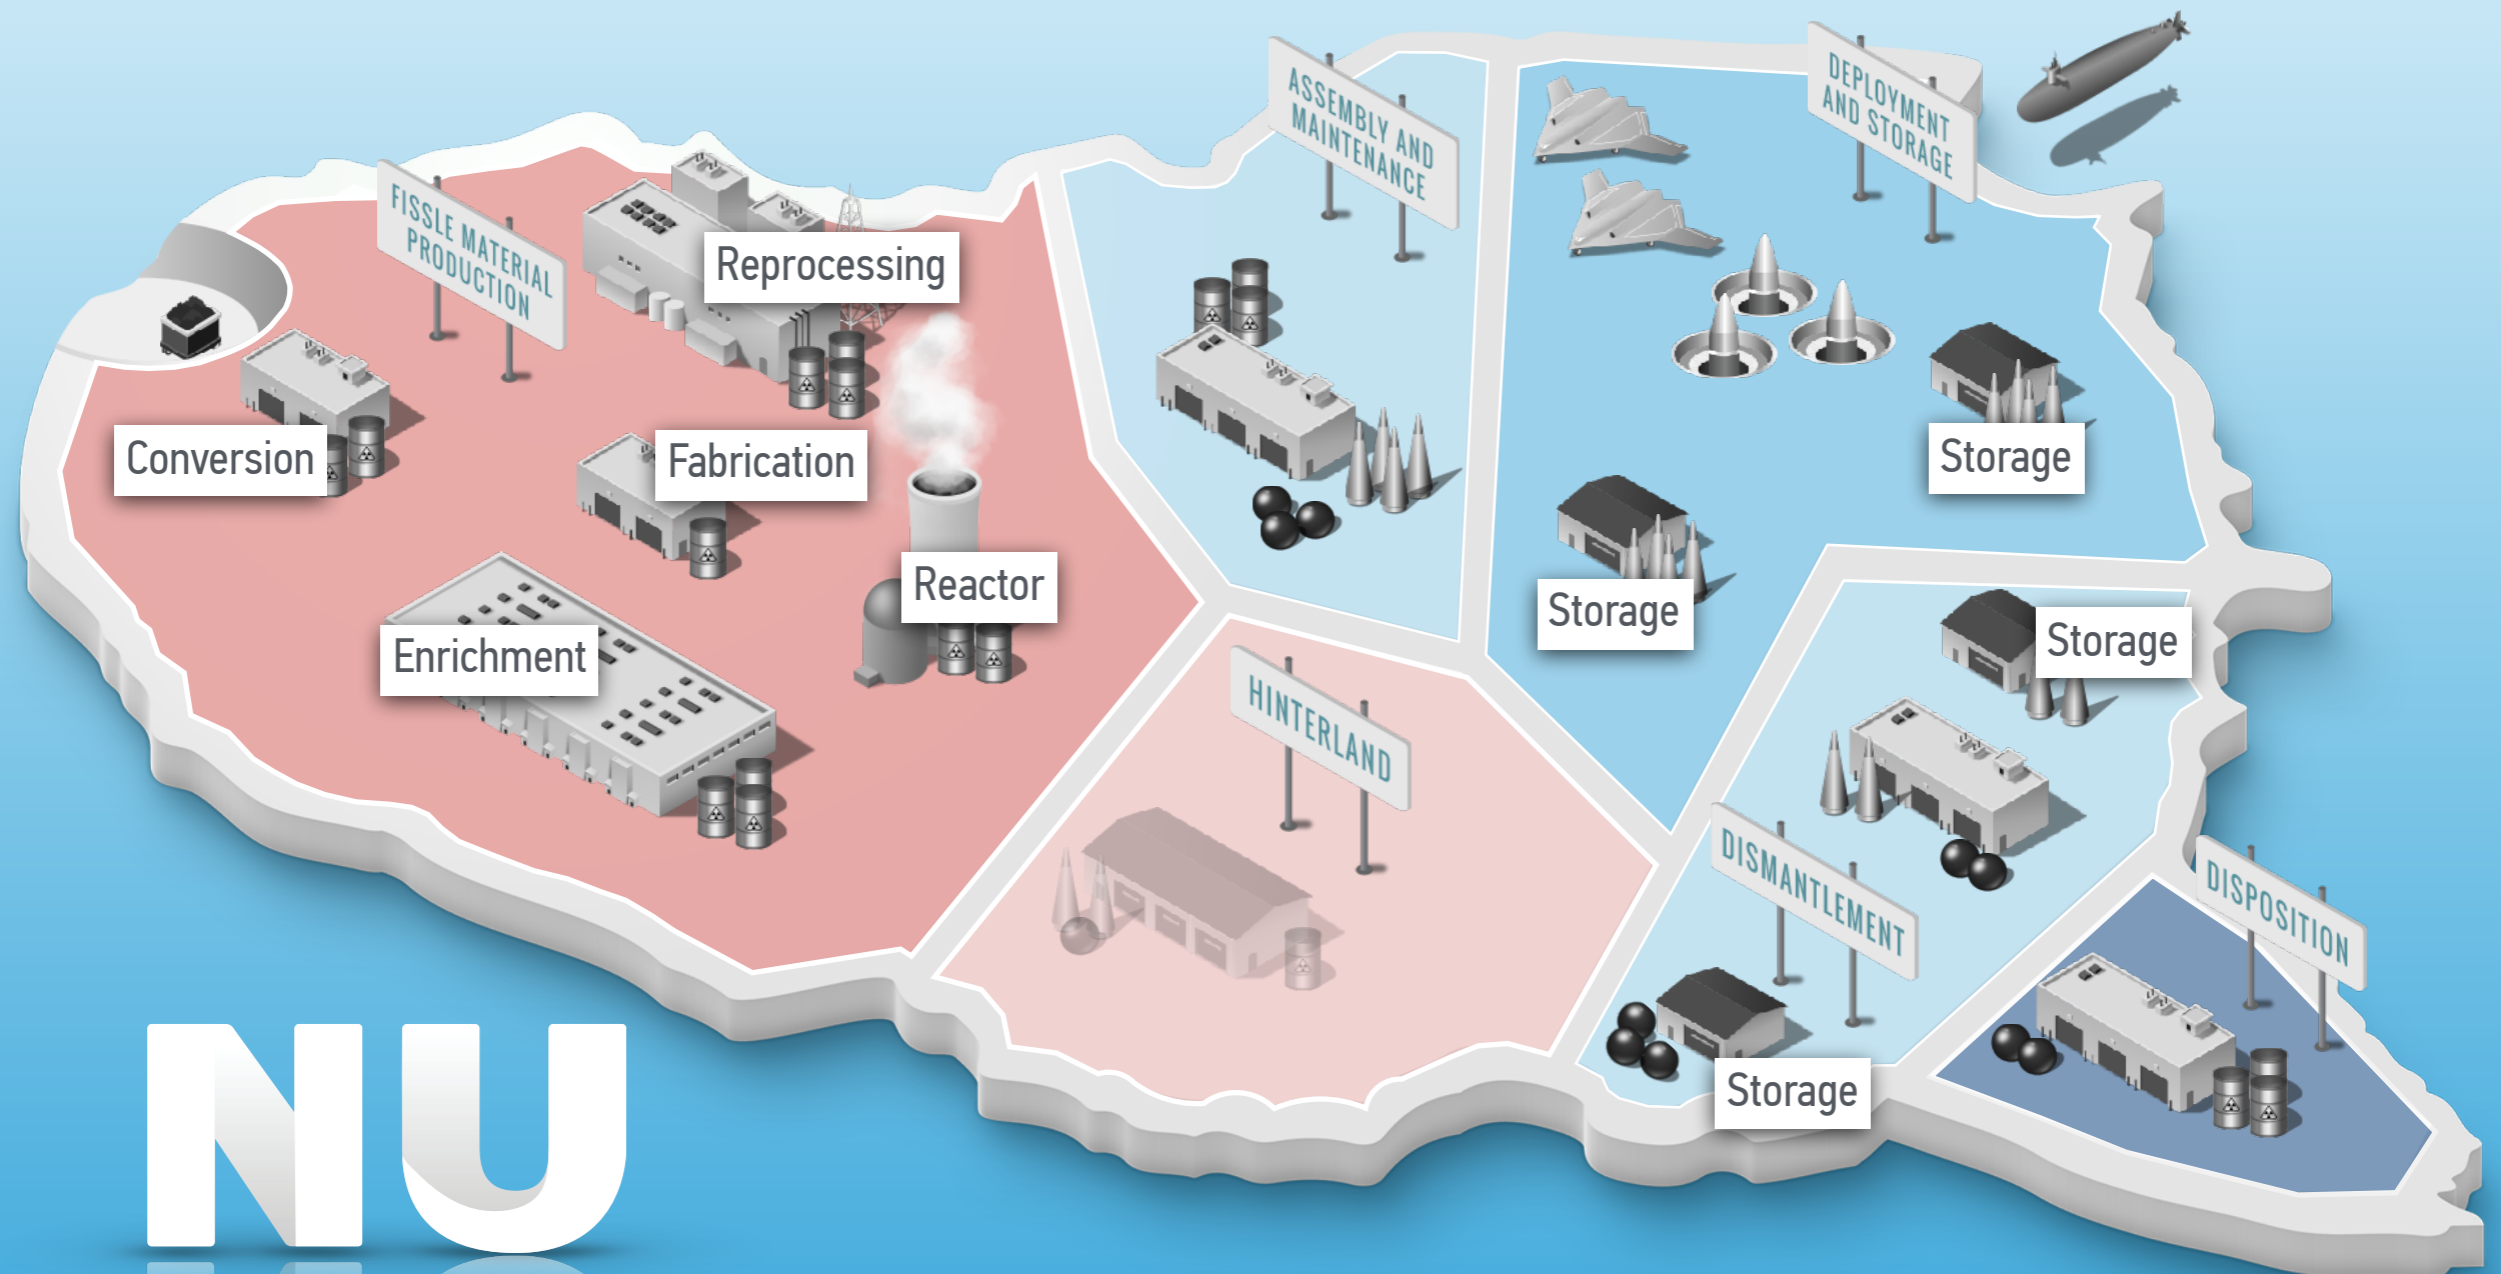 FISSLE MATERIAL
PRODUCTION
ASSEMBLY AND
MAINTENANCE
DEPLOYMENT
AND STORAGE
Reprocessing
Conversion
Fabrication
Storage
Reactor
Storage
Enrichment
Storage
HINTERLAND
DISMANTLEMENT
DISPOSITION
Storage
NU